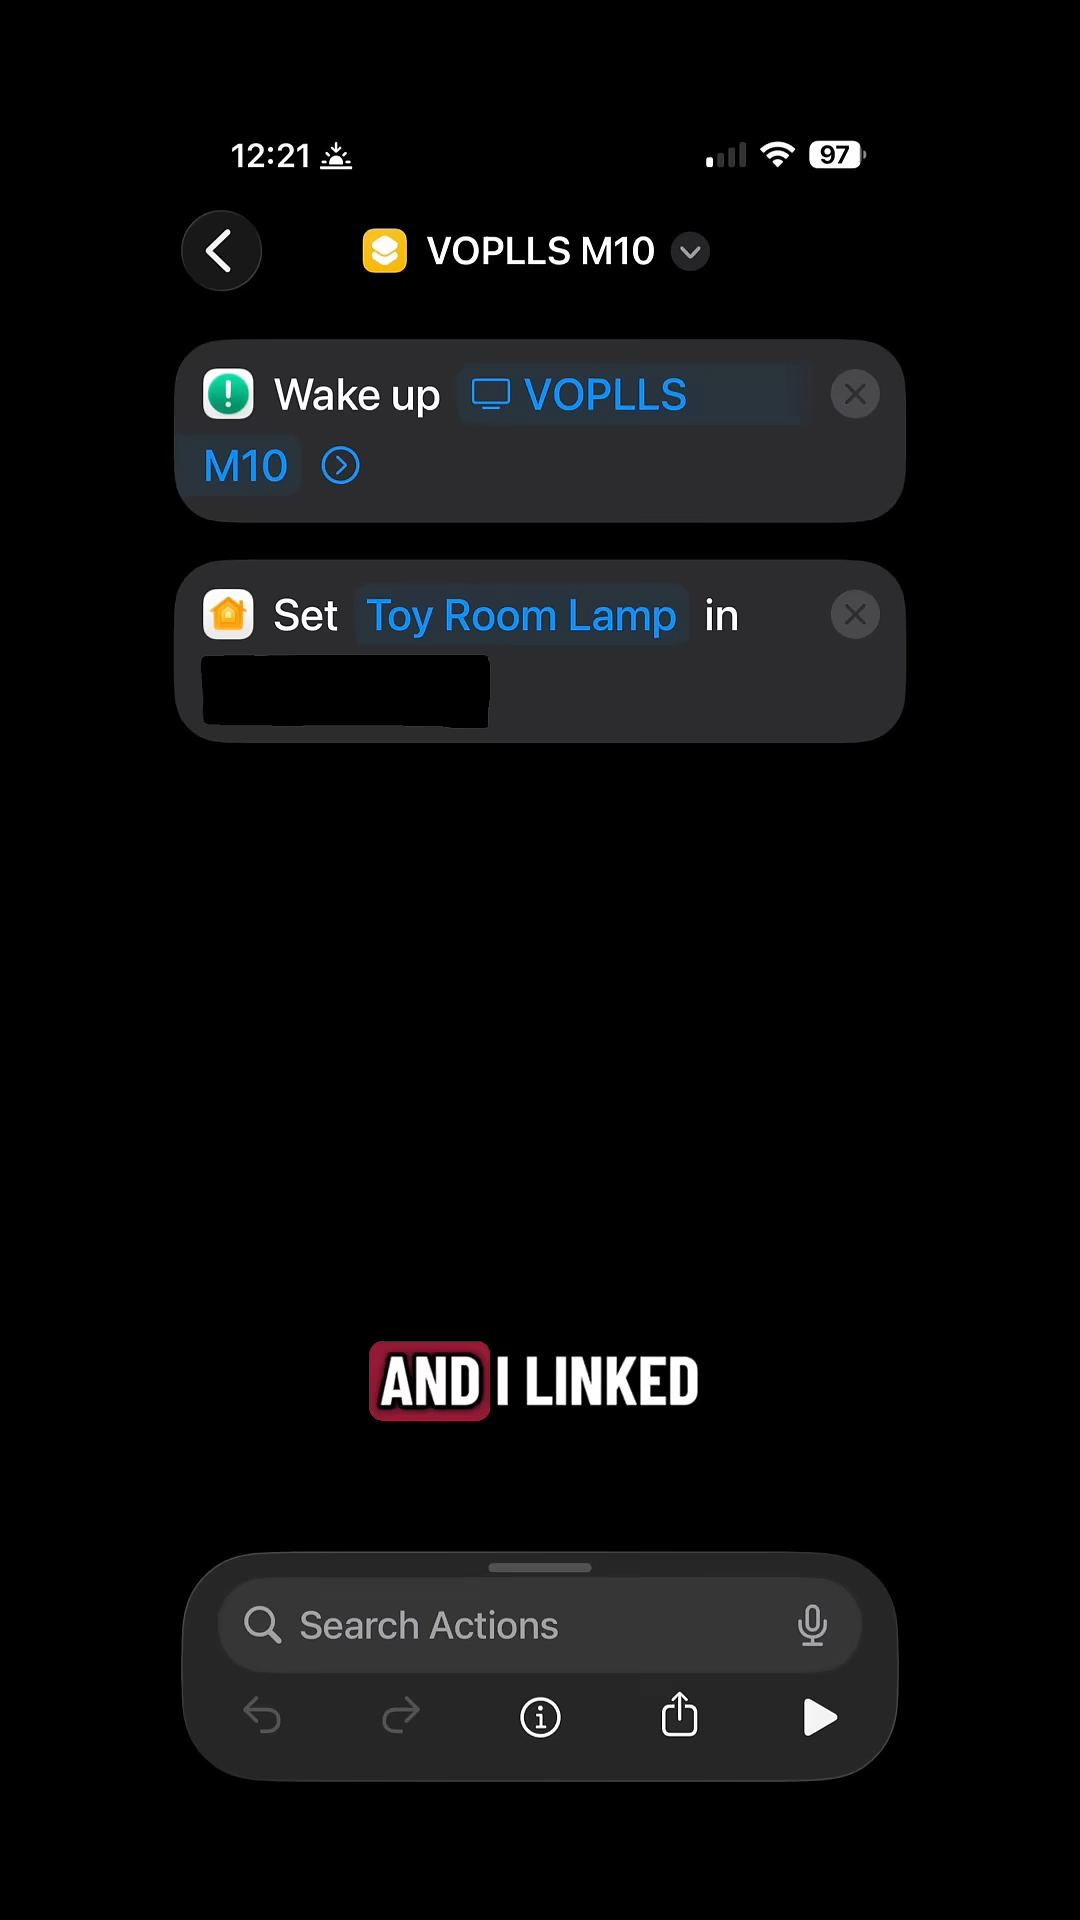 12:21
97
VOPLLS M10
Wake up VOPLLS
M10
Set Toy Room Lamp in
AND I LINKED
Search Actions